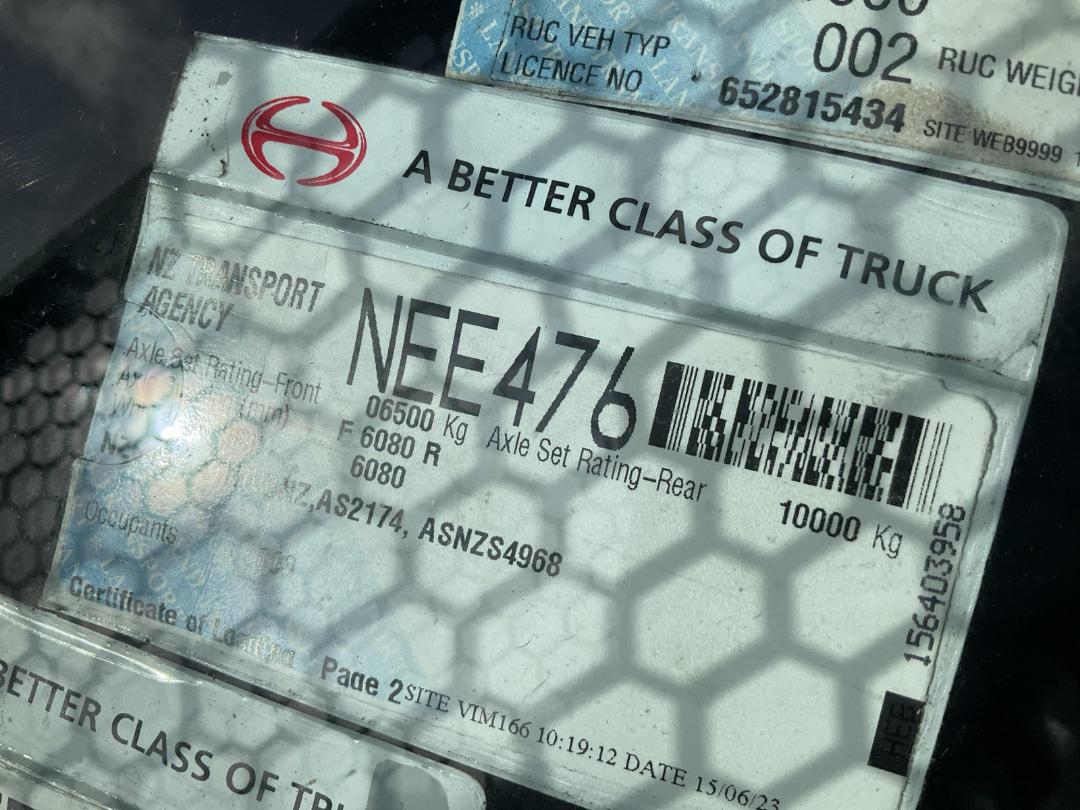 RUC VEH TYP 002 RUC WEIG
LICENCE NO 652815434 SITE WEB9999
A BETTER CLASS OF TRUCK
NZ TRANSPORT
AGENCY
NEE476
Axle Set Rating-Front 06500 Kg Axle Set Rating-Rear 10000 Kg
F 6080 R
6080
NZ,AS2174, ASNZS4968
Occupants
156403958
Certificate of Loading Page 2 SITE VIM166 10:19:12 DATE 15/06/23
BETTER CLASS OF TRU